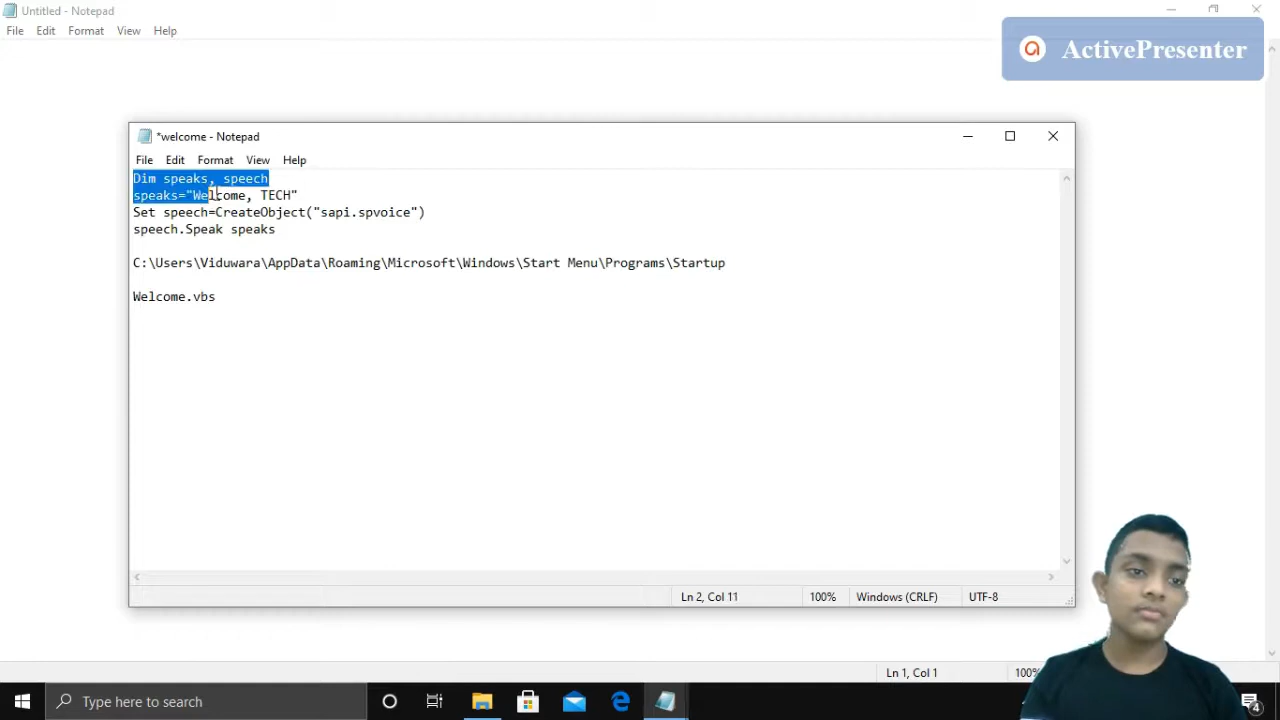 Untitled - Notepad
File Edit Format View Help
ActivePresenter
*welcome - Notepad
File Edit Format View Help
Dim speaks, speech
speaks="Welcome, TECH"
Set speech=CreateObject("sapi.spvoice")
speech.Speak speaks
C:\Users\Viduwara\AppData\Roaming\Microsoft\Windows\Start Menu\Programs\Startup
Welcome.vbs
Ln 2, Col 11 100% Windows (CRLF) UTF-8
Ln 1, Col 1 100%
Type here to search
4